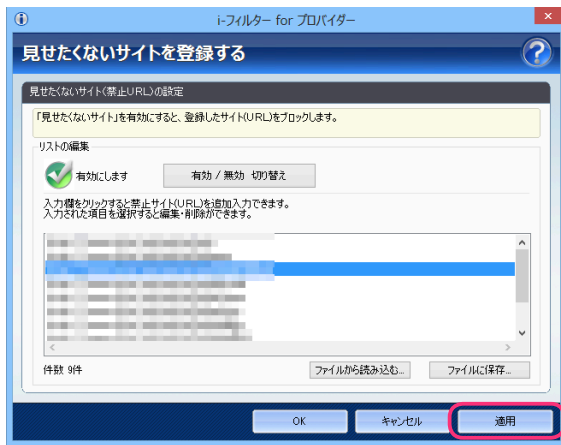 i-フィルター for プロバイダー
見せたくないサイトを登録する
見せたくないサイト(禁止URL)の設定
「見せたくないサイト」を有効にすると、登録したサイト(URL)をブロックします。
リストの編集
有効にします
有効 / 無効 切り替え
入力欄をクリックすると禁止サイト(URL)を追加入力できます。
入力された項目を選択すると編集・削除ができます。
件数 9件
ファイルから読み込む...
ファイルに保存...
OK
キャンセル
適用